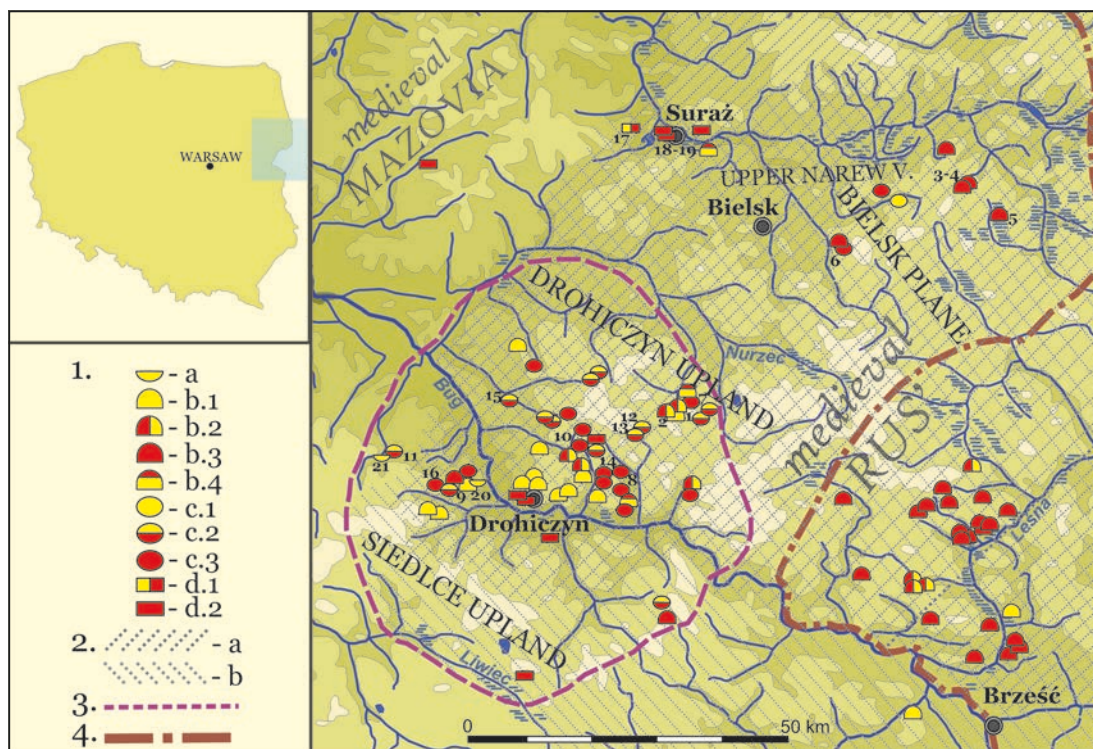 WARSAW
1.
- a
- b.1
- b.2
- b.3
- b.4
- c.1
- c.2
- c.3
- d.1
- d.2
2.
- a
- b
3.
4.
medieval
MAZOVIA
Suraż
17
18-19
UPPER NAREW V.
3-4
5
Bielsk
6
BIELSK PLANE
DROHICZYN UPLAND
Nurzec
medieval
RUS'
Bug
15
12
13
2
1
10
14
8
21
11
16
9
20
Drohiczyn
SIEDLCE UPLAND
Liwiec
Leśna
Brześć
0
50 km